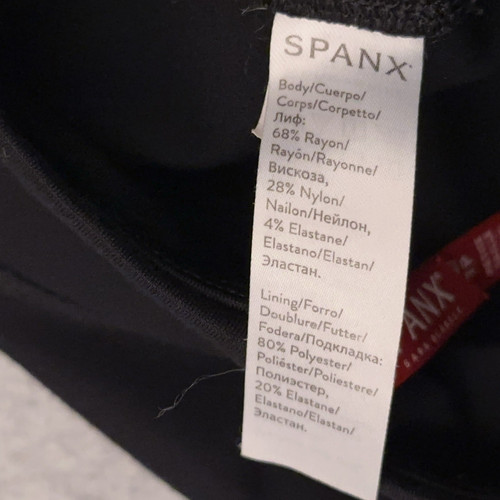 SPANX
Body/Cuerpo/
Corps/Corpetto/
Лиф:
68% Rayon/
Rayón/Rayonne/
Вискоза,
28% Nylon/
Nailon/Нейлон,
4% Elastane/
Elastano/Elastan/
Эластан.
Lining/Forro/
Doublure/Futter/
Fodera/Подкладка:
80% Polyester/
Poliéster/Poliestere/
Полиэстер,
20% Elastane/
Elastano/Elastan/
Эластан.
ANX®